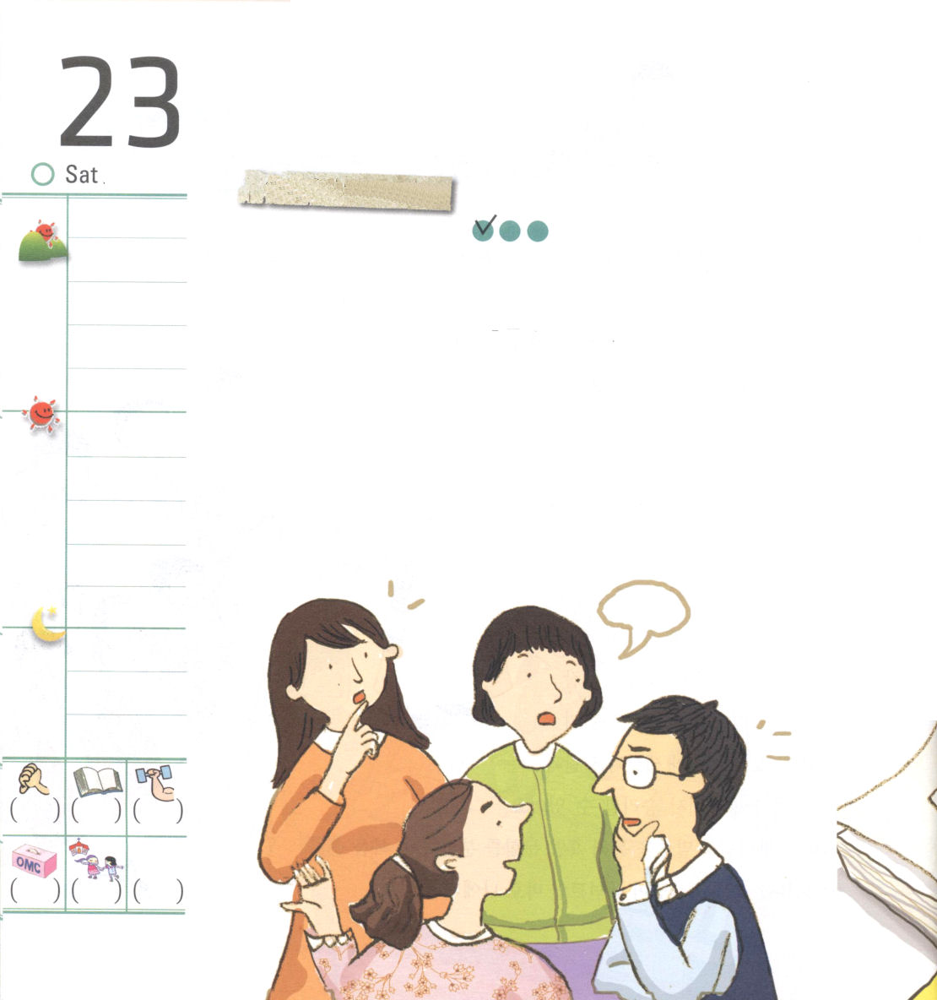 23
Sat.
( ) ( ) ( )
OMC
( ) ( ) ( )